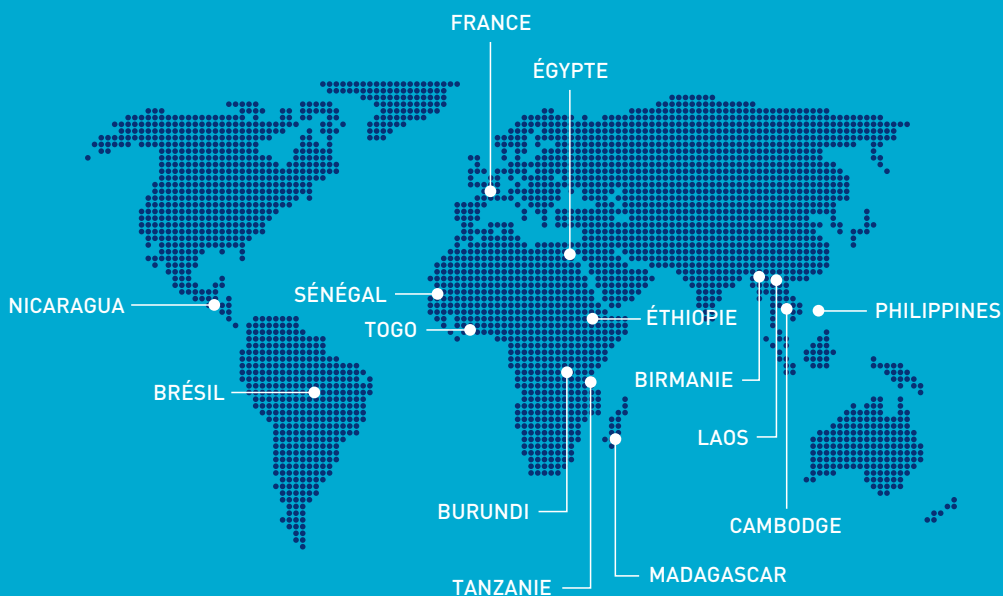 FRANCE
ÉGYPTE
SÉNÉGAL
NICARAGUA
PHILIPPINES
ÉTHIOPIE
TOGO
BIRMANIE
BRÉSIL
LAOS
BURUNDI
CAMBODGE
MADAGASCAR
TANZANIE